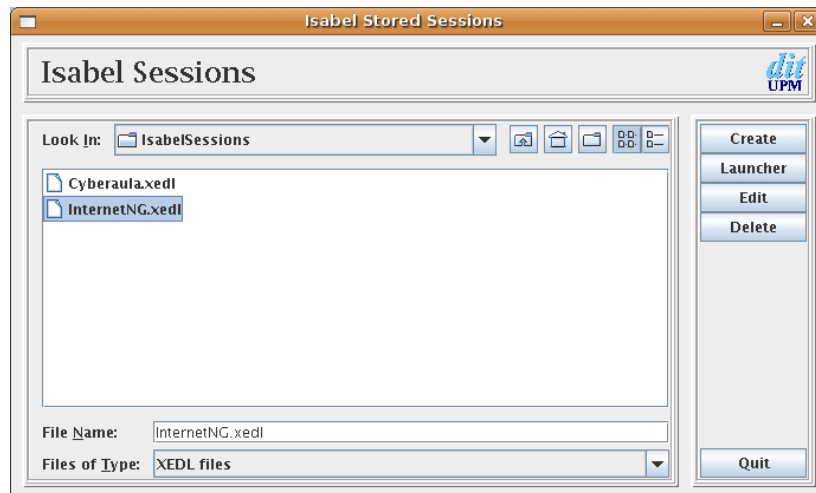 Isabel Stored Sessions
Isabel Sessions
dit
UPM
Look In: IsabelSessions
Cyberaula.xedl
InternetNG.xedl
File Name: InternetNG.xedl
Files of Type: XEDL files
Create
Launcher
Edit
Delete
Quit